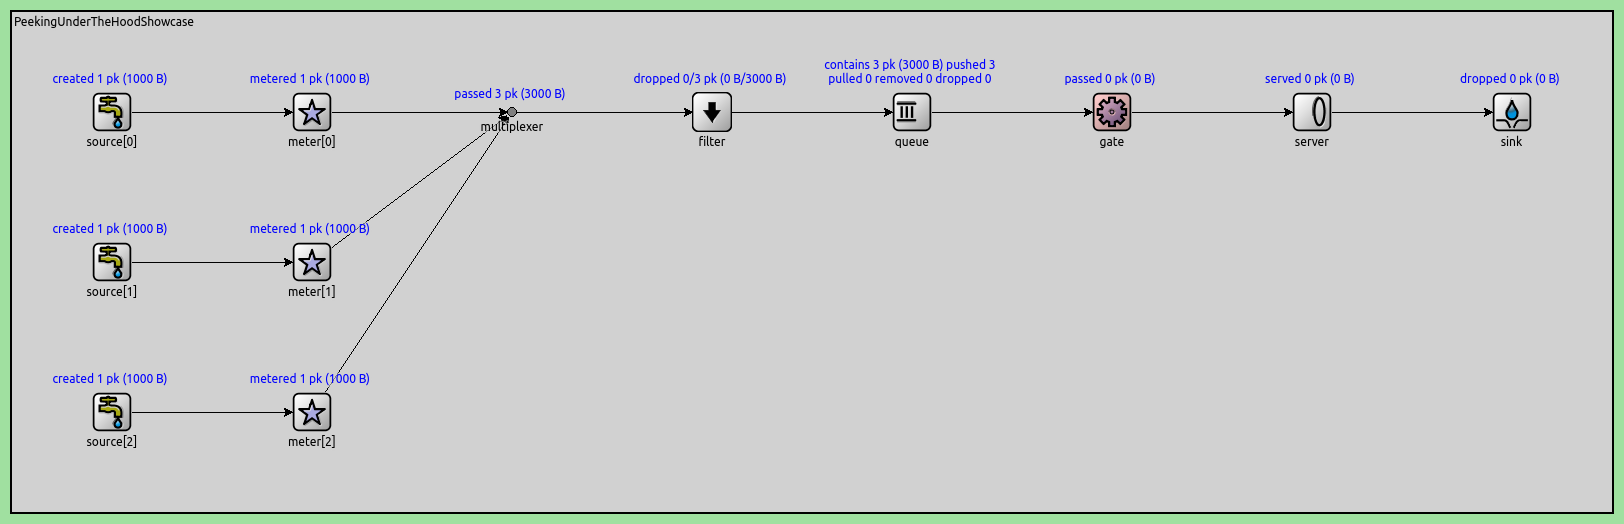 PeekingUnderTheHoodShowcase
created 1 pk (1000 B)
metered 1 pk (1000 B)
passed 3 pk (3000 B)
dropped 0/3 pk (0 B/3000 B)
contains 3 pk (3000 B) pushed 3
pulled 0 removed 0 dropped 0
passed 0 pk (0 B)
served 0 pk (0 B)
dropped 0 pk (0 B)
source[0]
meter[0]
multiplexer
filter
queue
gate
server
sink
created 1 pk (1000 B)
metered 1 pk (1000 B)
source[1]
meter[1]
created 1 pk (1000 B)
metered 1 pk (1000 B)
source[2]
meter[2]